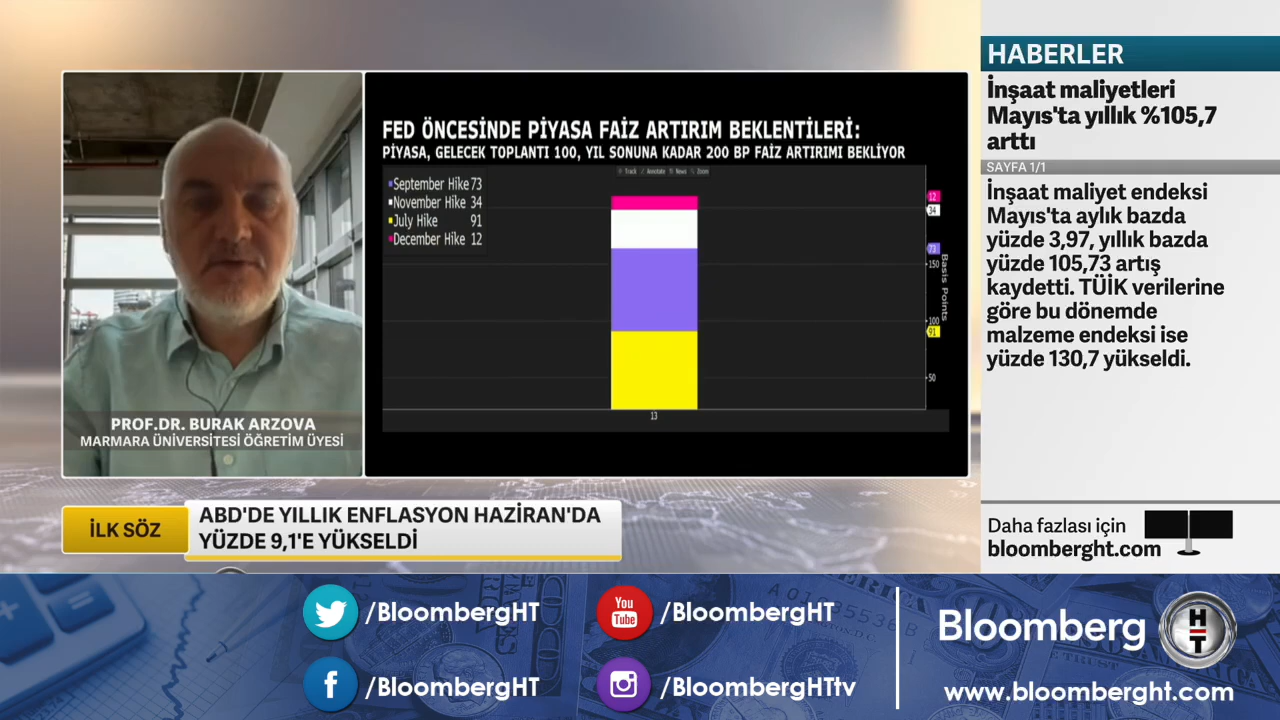 FED ÖNCESİNDE PİYASA FAİZ ARTIRIM BEKLENTİLERİ:
PİYASA, GELECEK TOPLANTI 100, YIL SONUNA KADAR 200 BP FAİZ ARTIRIMI BEKLİYOR
Track Annotate News Zoom
September Hike 73
November Hike 34
July Hike 91
December Hike 12
12
34
73
150
100
91
50
Basis Points
13
PROF.DR. BURAK ARZOVA
MARMARA ÜNİVERSİTESİ ÖĞRETİM ÜYESİ
İLK SÖZ
ABD'DE YILLIK ENFLASYON HAZİRAN'DA
YÜZDE 9,1'E YÜKSELDİ
HABERLER
İnşaat maliyetleri
Mayıs'ta yıllık %105,7
arttı
SAYFA 1/1
İnşaat maliyet endeksi
Mayıs'ta aylık bazda
yüzde 3,97, yıllık bazda
yüzde 105,73 artış
kaydetti. TÜİK verilerine
göre bu dönemde
malzeme endeksi ise
yüzde 130,7 yükseldi.
Daha fazlası için
bloomberght.com
/BloombergHT
You Tube /BloombergHT
f /BloombergHT
/BloombergHTtv
Bloomberg HT
www.bloomberght.com